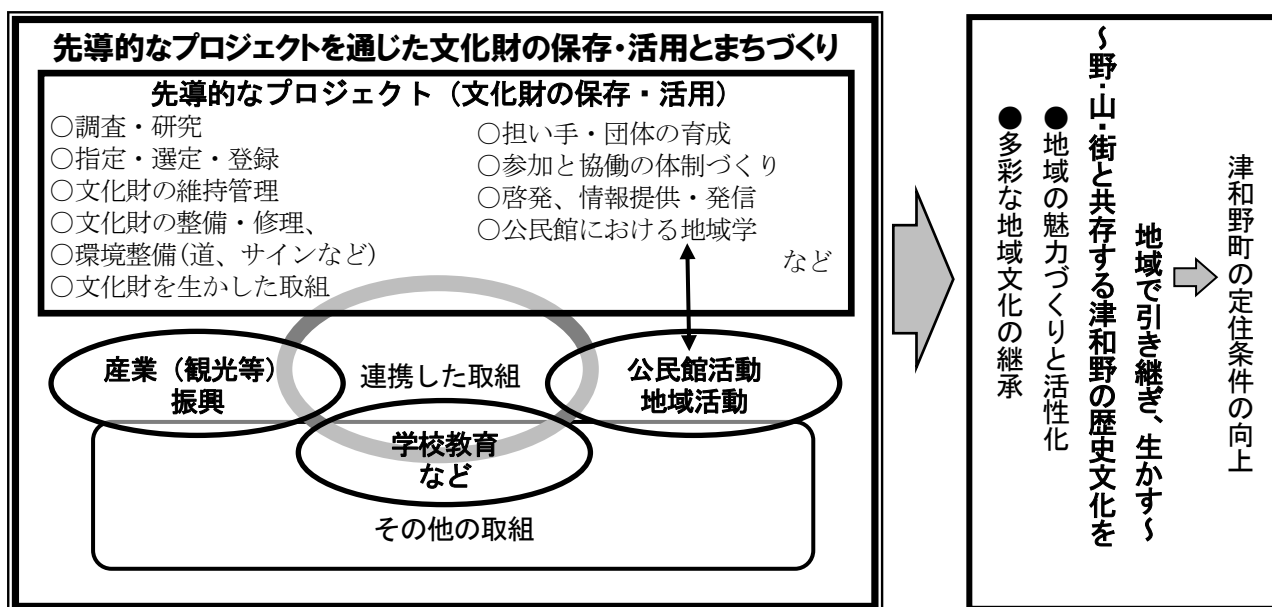 先導的なプロジェクトを通じた文化財の保存・活用とまちづくり
先導的なプロジェクト（文化財の保存・活用）
○調査・研究
○指定・選定・登録
○文化財の維持管理
○文化財の整備・修理、
○環境整備(道、サインなど)
○文化財を生かした取組
○担い手・団体の育成
○参加と協働の体制づくり
○啓発、情報提供・発信
○公民館における地域学
など
産業（観光等）
振興
連携した取組
公民館活動
地域活動
学校教育
など
その他の取組
～野・山・街と共存する津和野の歴史文化を
地域で引き継ぎ、生かす～
●地域の魅力づくりと活性化
●多彩な地域文化の継承
津和野町の定住条件の向上